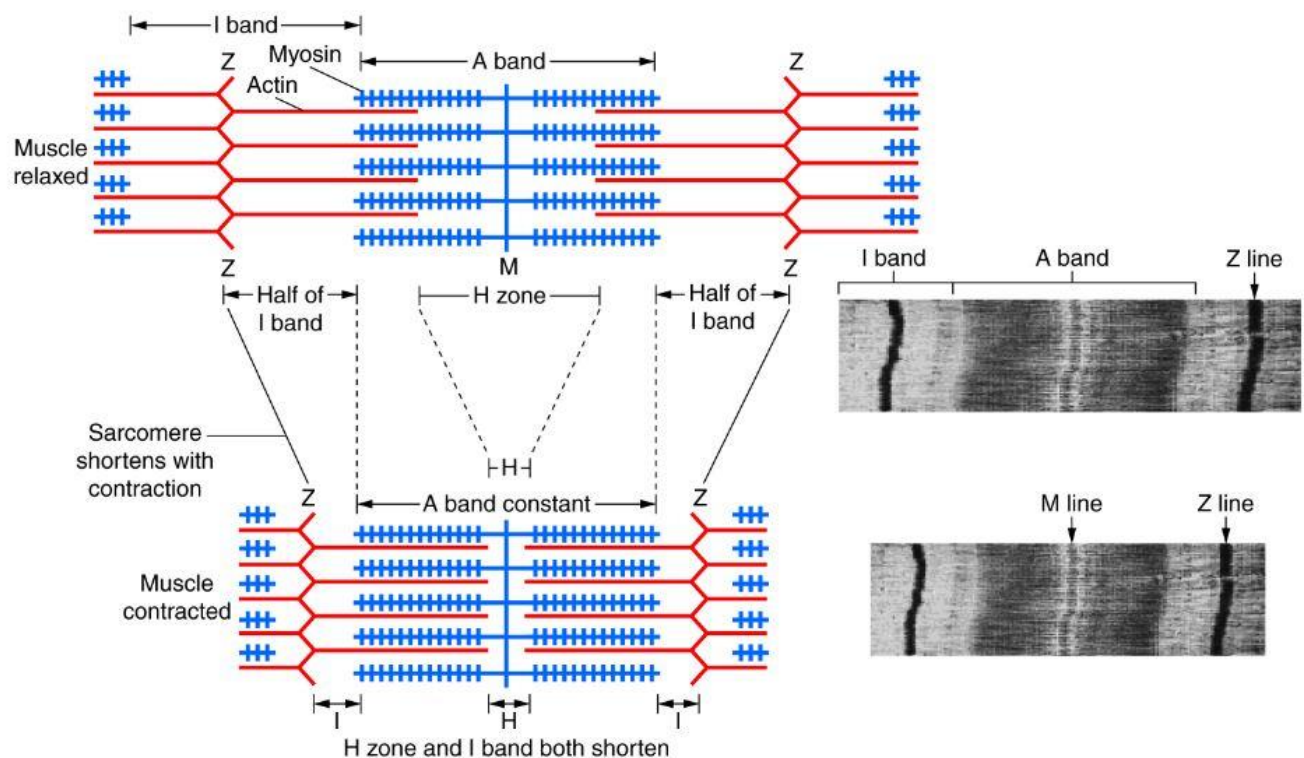 I band
Z
Myosin
A band
Z
Actin
Muscle
relaxed
Z
M
Z
Half of
I band
H zone
Half of
I band
I band
A band
Z line
Sarcomere
shortens with
contraction
H
Z
A band constant
Z
M line
Z line
Muscle
contracted
I
H
I
H zone and I band both shorten